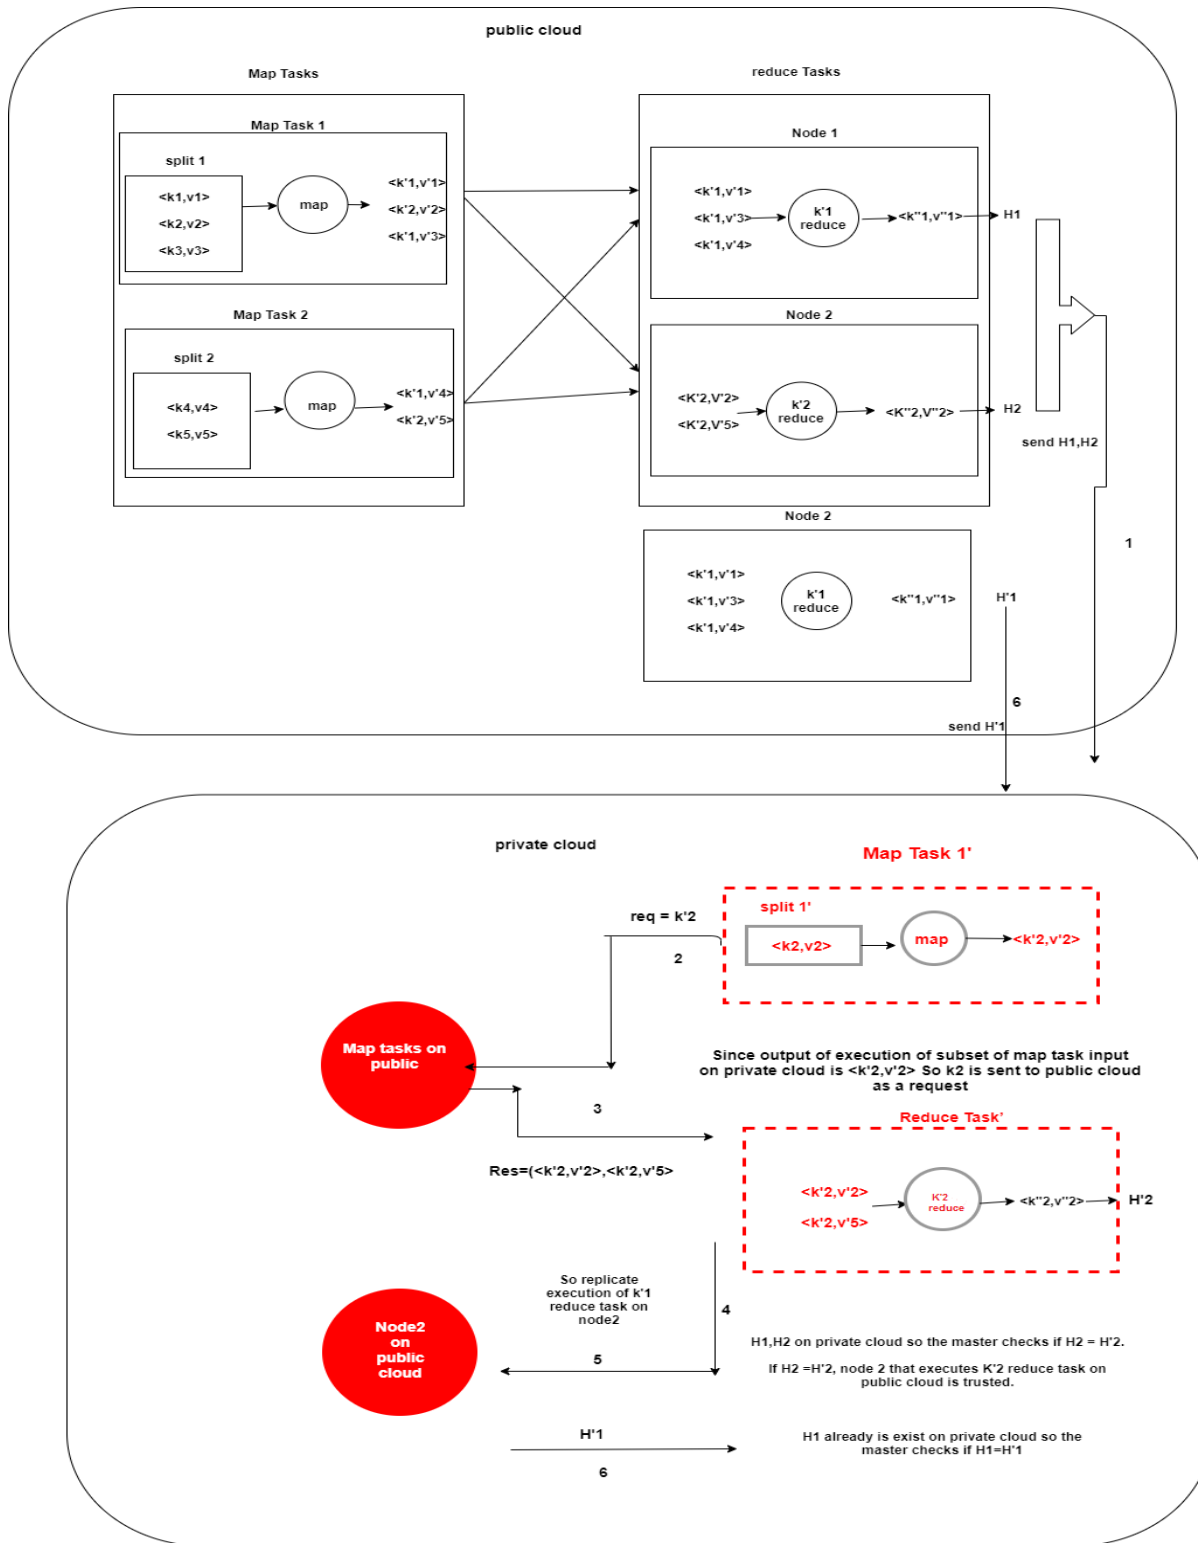 public cloud
Map Tasks
reduce Tasks
Map Task 1
split 1
<k1,v1>
<k2,v2>
<k3,v3>
map
<k'1,v'1>
<k'2,v'2>
<k'1,v'3>
Map Task 2
split 2
<k4,v4>
<k5,v5>
map
<k'1,v'4>
<k'2,v'5>
Node 1
<k'1,v'1>
<k'1,v'3>
<k'1,v'4>
k'1
reduce
<k"1,v"1>
H1
Node 2
<K'2,V'2>
<K'2,V'5>
k'2
reduce
<K"2,V"2>
H2
send H1,H2
1
Node 2
<k'1,v'1>
<k'1,v'3>
<k'1,v'4>
k'1
reduce
<k"1,v"1>
H'1
6
send H'1
private cloud
Map Task 1'
split 1'
<k2,v2>
map
<k'2,v'2>
req = k'2
2
Map tasks on
public
Since output of execution of subset of map task input
on private cloud is <k'2,v'2> So k2 is sent to public cloud
as a request
3
Res=(<k'2,v'2>,<k'2,v'5>
Reduce Task'
<k'2,v'2>
<k'2,v'5>
K'2
reduce
<k"2,v"2>
H'2
So replicate
execution of k'1
reduce task on
node2
4
Node2
on
public
cloud
5
H1,H2 on private cloud so the master checks if H2 = H'2.
If H2 =H'2, node 2 that executes K'2 reduce task on
public cloud is trusted.
H'1
6
H1 already is exist on private cloud so the
master checks if H1=H'1